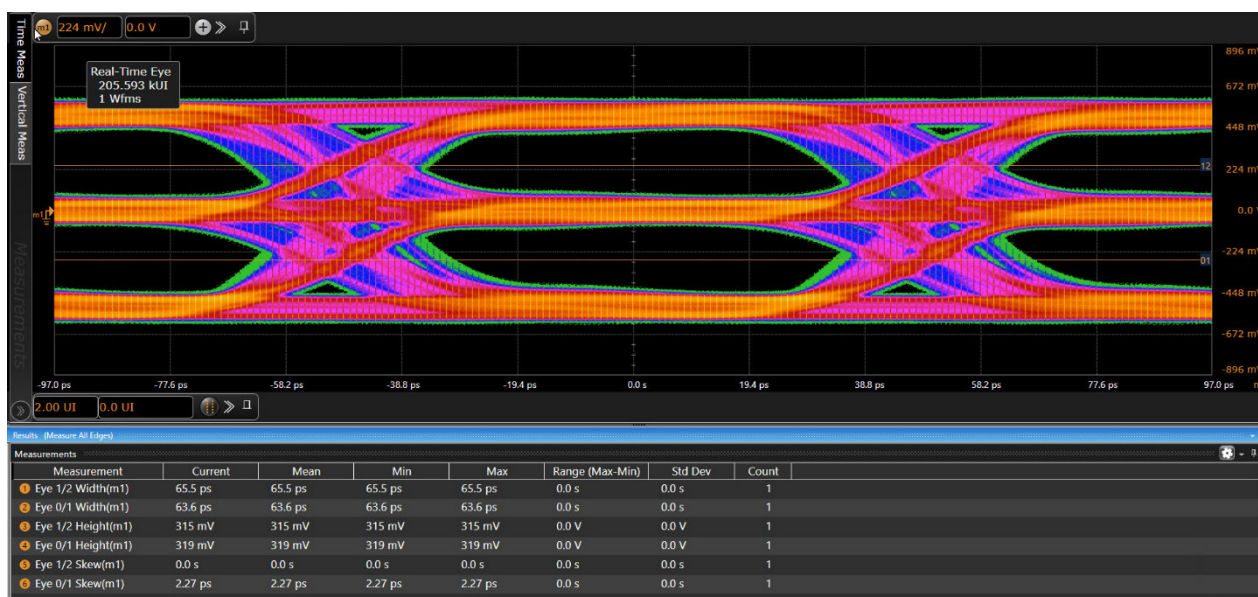 Time Meas
Vertical Meas
Measurements
m1 224 mV/ 0.0 V
Real-Time Eye
205.593 kUI
1 Wfms
896 m
672 m
448 m
224 m
0.0
-224 m
-448 m
-672 m
-896 m
12
01
m1
-97.0 ps -77.6 ps -58.2 ps -38.8 ps -19.4 ps 0.0 s 19.4 ps 38.8 ps 58.2 ps 77.6 ps 97.0 ps
2.00 UI 0.0 UI
Results (Measure All Edges)
Measurements
Measurement Current Mean Min Max Range (Max-Min) Std Dev Count
1 Eye 1/2 Width(m1) 65.5 ps 65.5 ps 65.5 ps 65.5 ps 0.0 s 0.0 s 1
2 Eye 0/1 Width(m1) 63.6 ps 63.6 ps 63.6 ps 63.6 ps 0.0 s 0.0 s 1
3 Eye 1/2 Height(m1) 315 mV 315 mV 315 mV 315 mV 0.0 V 0.0 V 1
4 Eye 0/1 Height(m1) 319 mV 319 mV 319 mV 319 mV 0.0 V 0.0 V 1
5 Eye 1/2 Skew(m1) 0.0 s 0.0 s 0.0 s 0.0 s 0.0 s 0.0 s 1
6 Eye 0/1 Skew(m1) 2.27 ps 2.27 ps 2.27 ps 2.27 ps 0.0 s 0.0 s 1